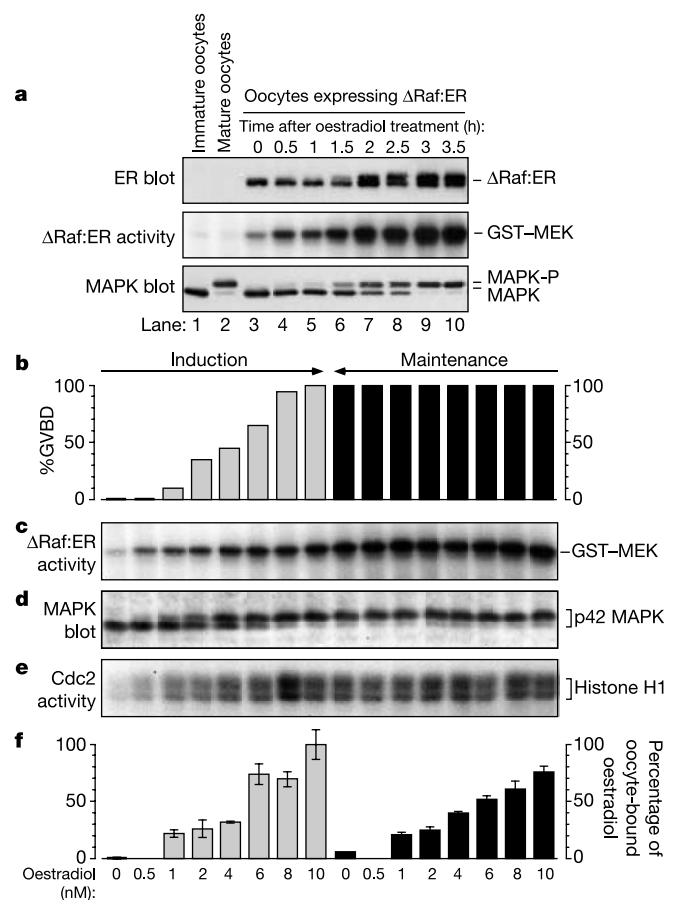 a
Immature oocytes
Mature oocytes
Oocytes expressing ΔRaf:ER
Time after oestradiol treatment (h):
0 0.5 1 1.5 2 2.5 3 3.5
ER blot
ΔRaf:ER
ΔRaf:ER activity
GST–MEK
MAPK blot
MAPK-P
MAPK
Lane: 1 2 3 4 5 6 7 8 9 10
b
Induction
Maintenance
%GVBD
100
50
0
100
50
0
c
ΔRaf:ER
activity
GST–MEK
d
MAPK
blot
p42 MAPK
e
Cdc2
activity
Histone H1
f
100
50
0
100
50
0
Percentage of
oocyte-bound
oestradiol
Oestradiol
(nM):
0 0.5 1 2 4 6 8 10 0 0.5 1 2 4 6 8 10